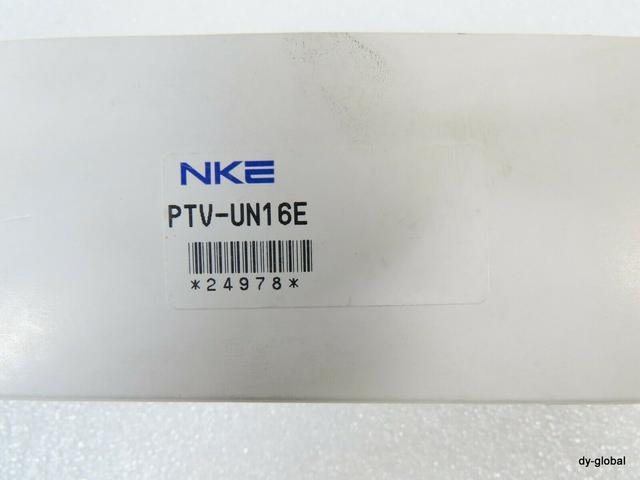 NKE
PTV-UN16E
*24978*
dy-global